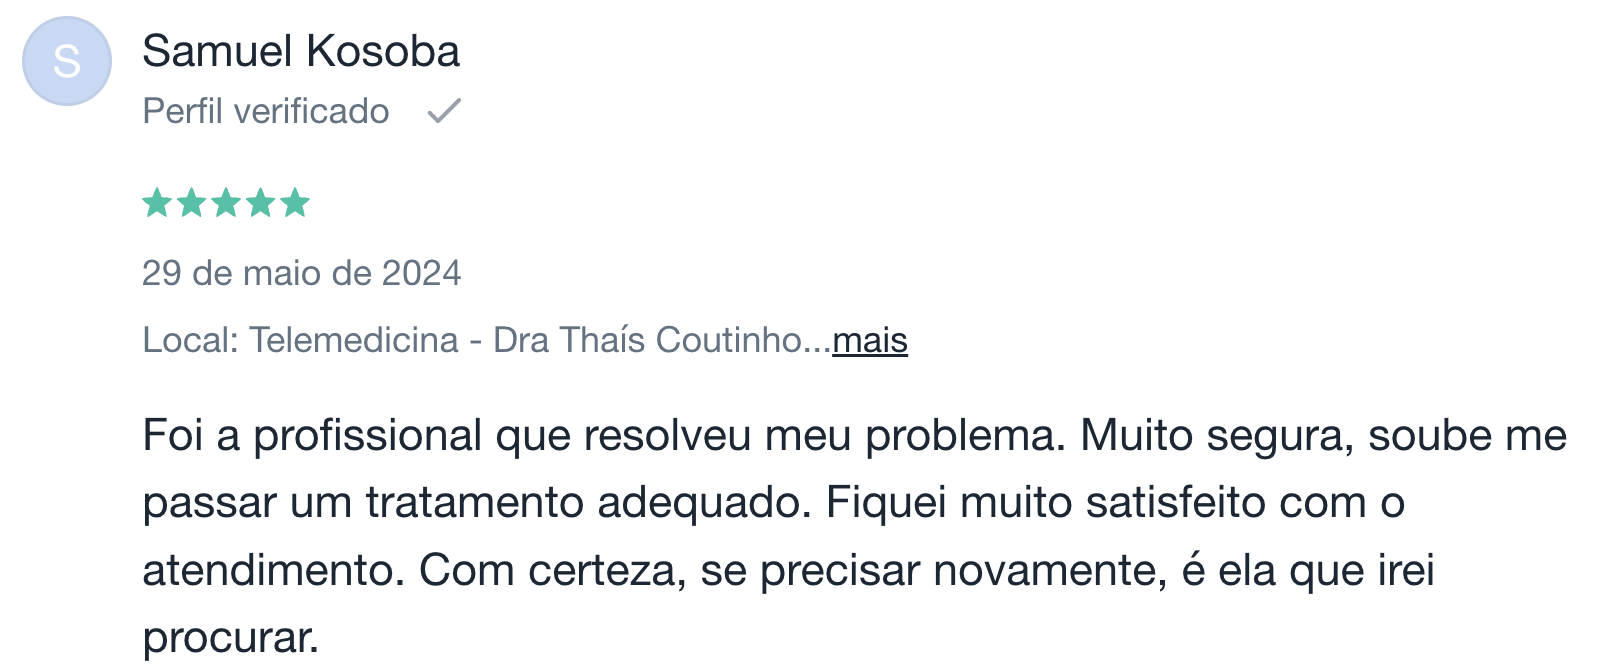 S
Samuel Kosoba
Perfil verificado
29 de maio de 2024
Local: Telemedicina - Dra Thaís Coutinho...mais
Foi a profissional que resolveu meu problema. Muito segura, soube me
passar um tratamento adequado. Fiquei muito satisfeito com o
atendimento. Com certeza, se precisar novamente, é ela que irei
procurar.